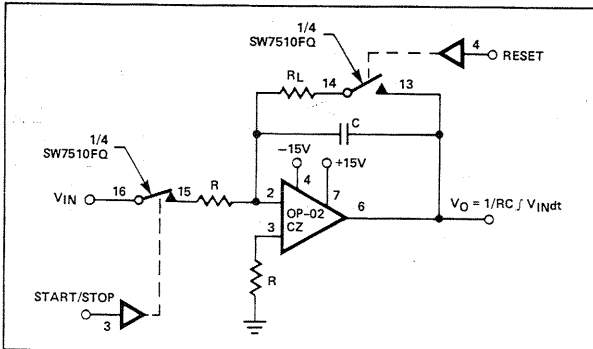 1/4
SW7510FQ
4
RESET
RL
14
13
C
1/4
SW7510FQ
-15V
+15V
4
VIN
16
15
R
2
7
OP-02
CZ
6
VO = 1/RC ∫ VINdt
3
R
START/STOP
3